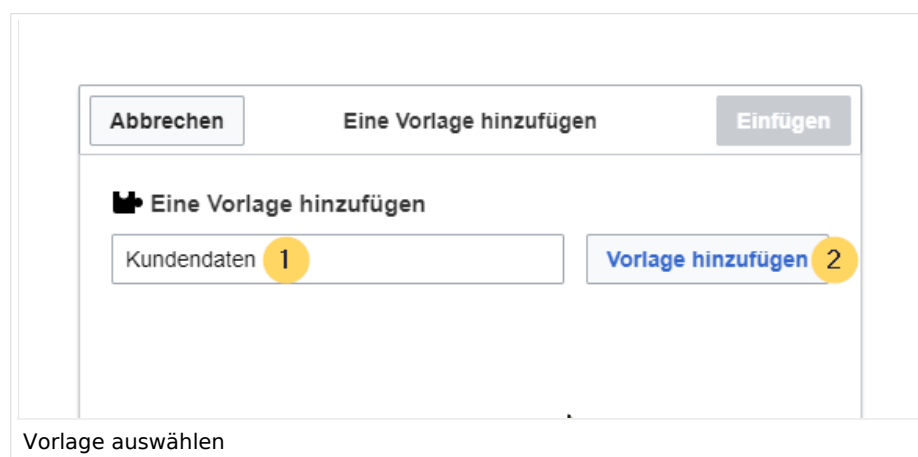 Abbrechen Eine Vorlage hinzufügen Einfügen
Eine Vorlage hinzufügen
Kundendaten 1 Vorlage hinzufügen 2
Vorlage auswählen